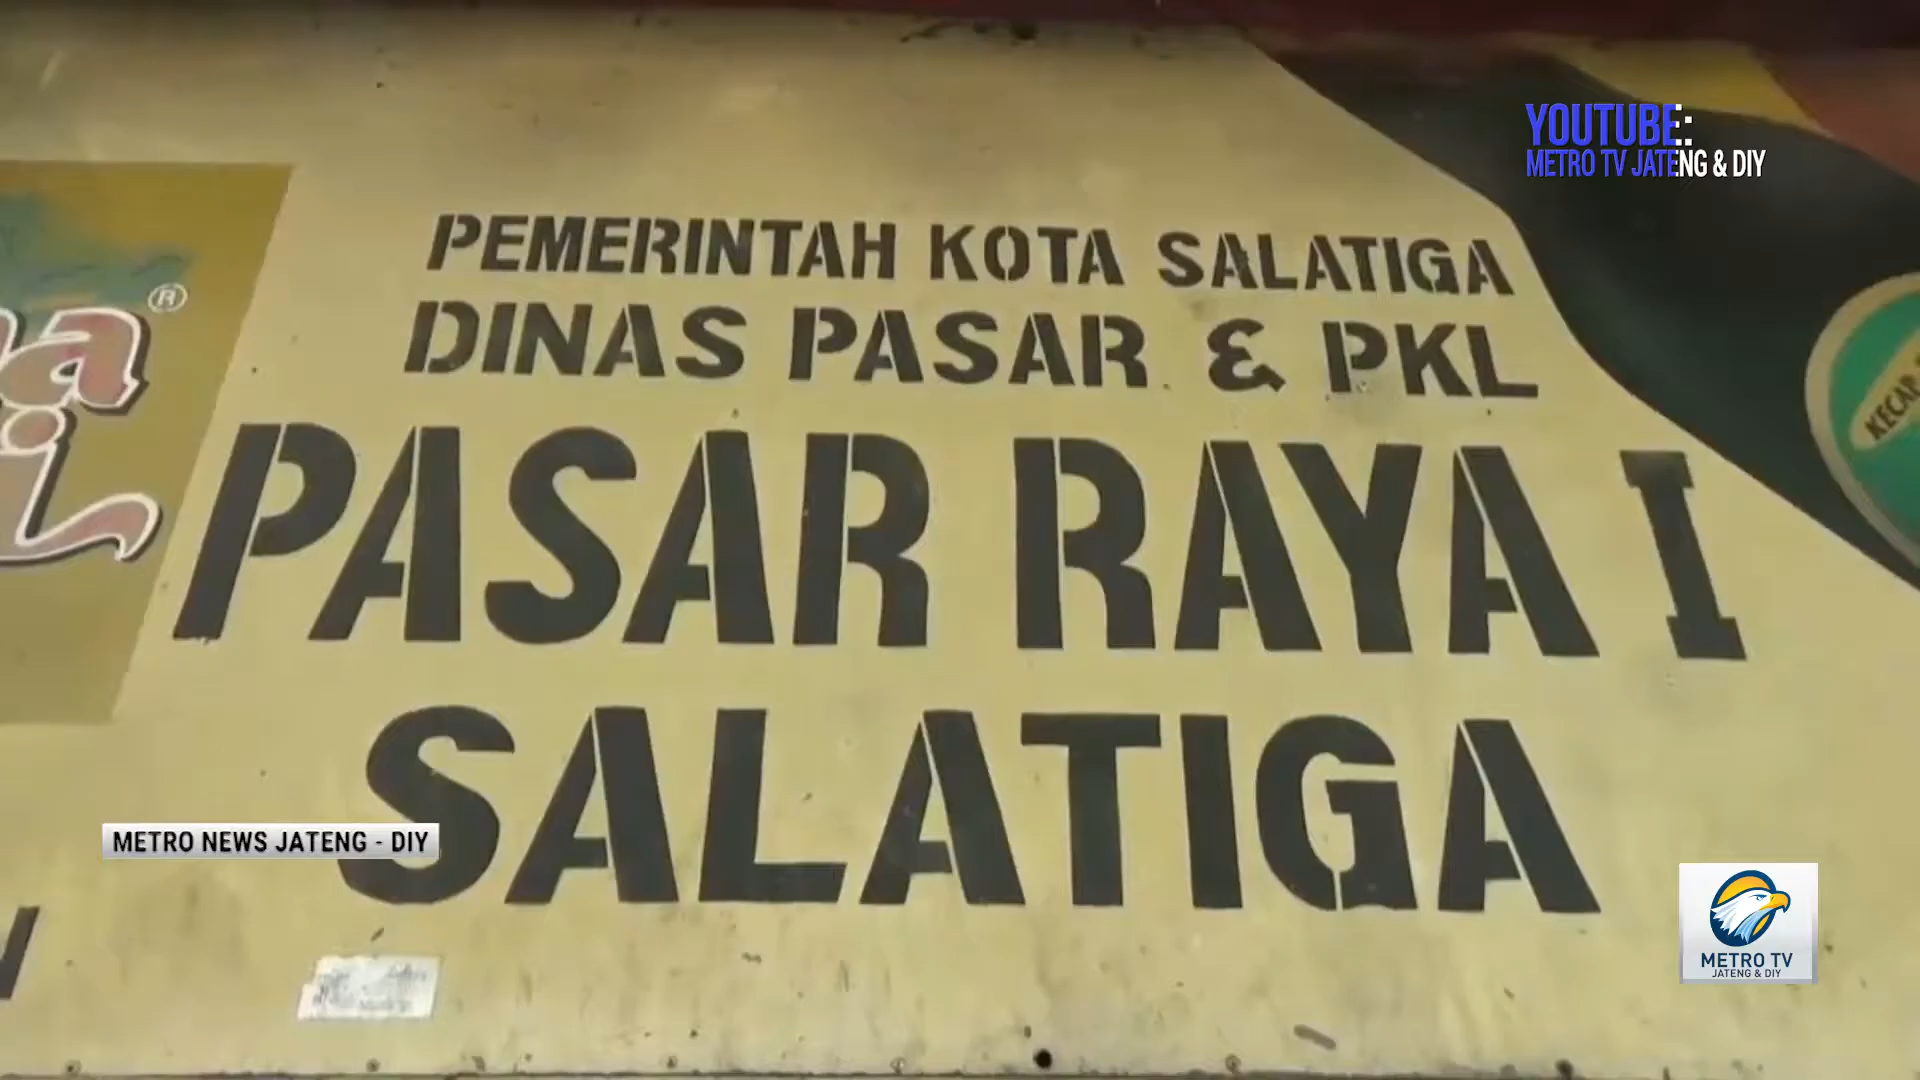 YOUTUBE:
METRO TV JATENG & DIY
PEMERINTAH KOTA SALATIGA
DINAS PASAR & PKL
PASAR RAYA I
SALATIGA
KECAP
METRO NEWS JATENG - DIY
METRO TV
JATENG & DIY